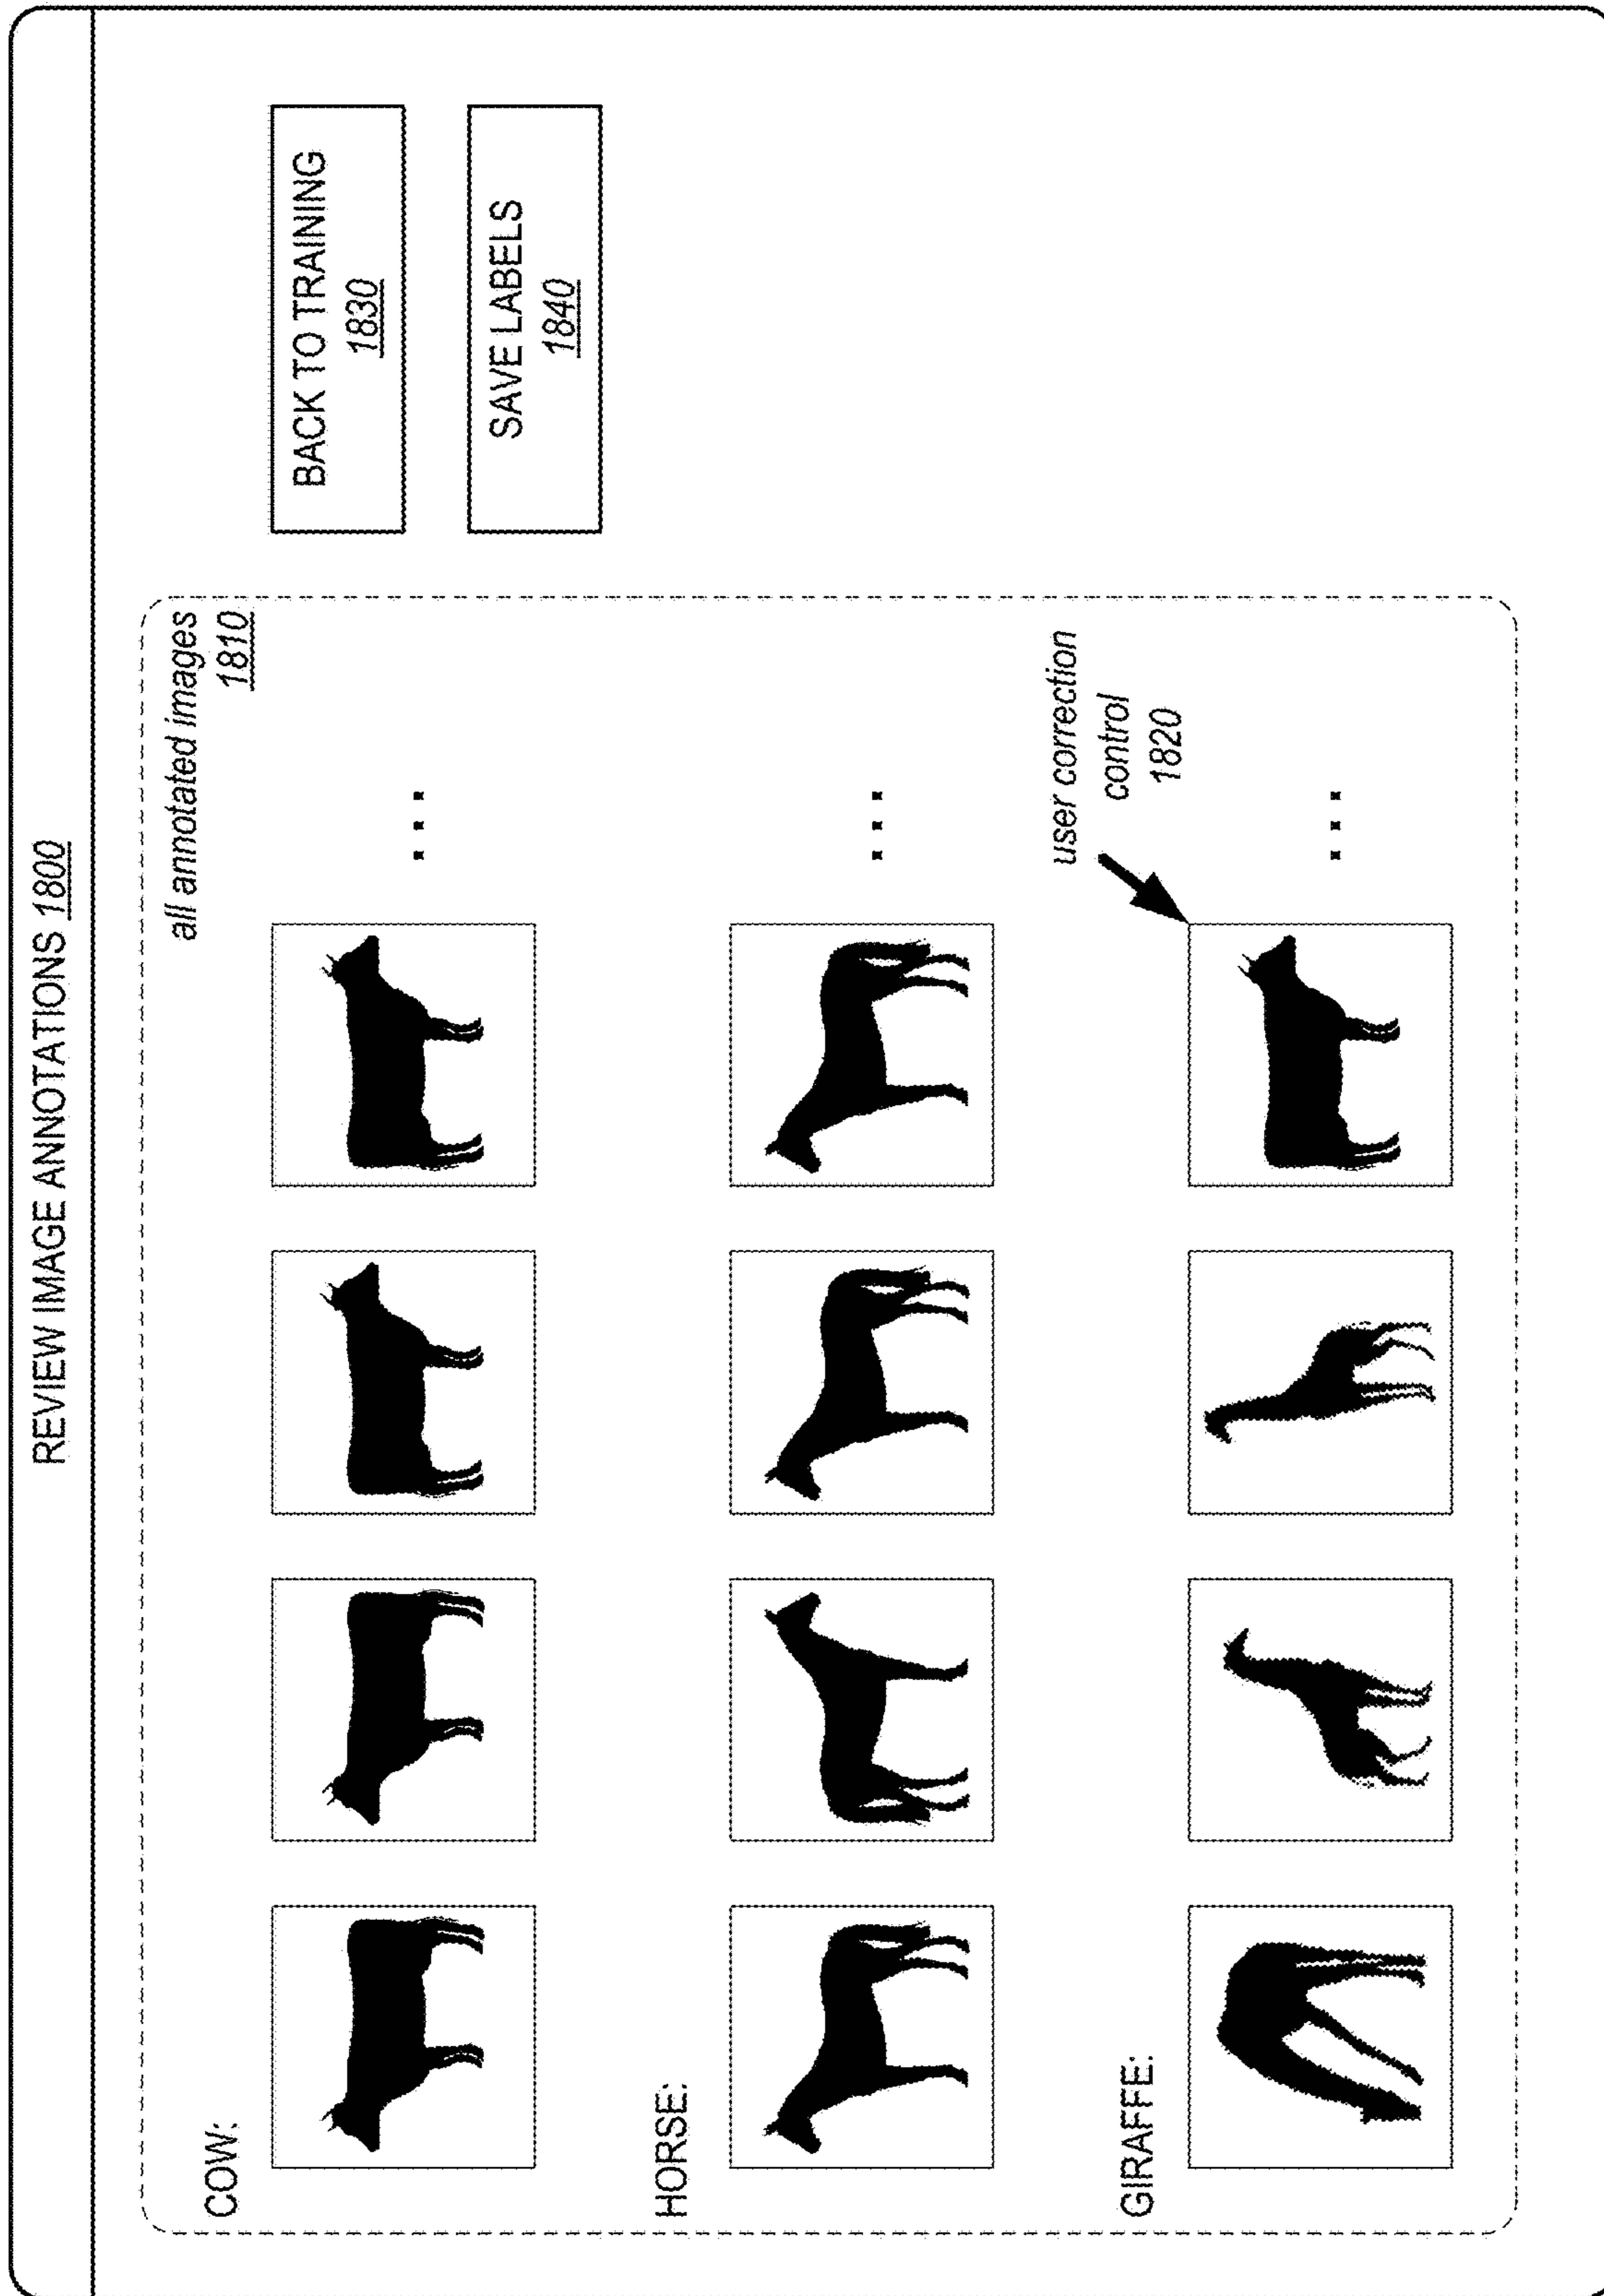 REVIEW IMAGE ANNOTATIONS 1800
all annotated images
1810
COW:
...
HORSE:
...
user correction
control
1820
GIRAFFE:
...
BACK TO TRAINING
1830
SAVE LABELS
1840